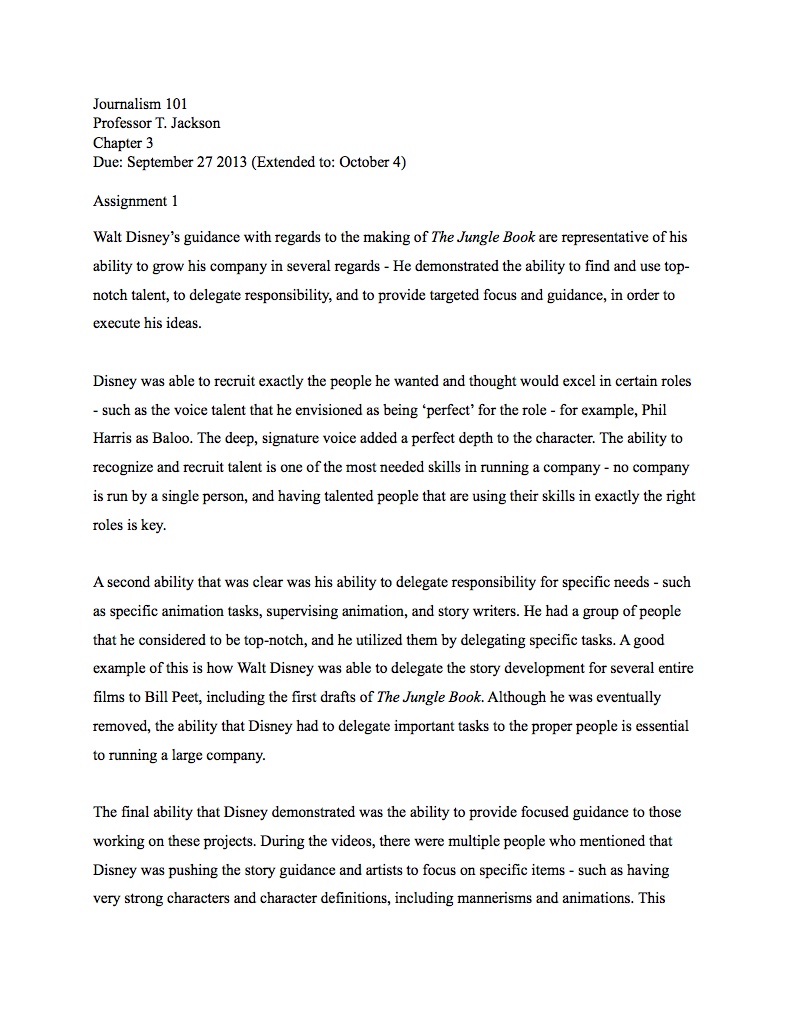 Journalism 101
Professor T. Jackson
Chapter 3
Due: September 27 2013 (Extended to: October 4)
Assignment 1
Walt Disney’s guidance with regards to the making of The Jungle Book are representative of his
ability to grow his company in several regards - He demonstrated the ability to find and use top-
notch talent, to delegate responsibility, and to provide targeted focus and guidance, in order to
execute his ideas.
Disney was able to recruit exactly the people he wanted and thought would excel in certain roles
- such as the voice talent that he envisioned as being ‘perfect’ for the role - for example, Phil
Harris as Baloo. The deep, signature voice added a perfect depth to the character. The ability to
recognize and recruit talent is one of the most needed skills in running a company - no company
is run by a single person, and having talented people that are using their skills in exactly the right
roles is key.
A second ability that was clear was his ability to delegate responsibility for specific needs - such
as specific animation tasks, supervising animation, and story writers. He had a group of people
that he considered to be top-notch, and he utilized them by delegating specific tasks. A good
example of this is how Walt Disney was able to delegate the story development for several entire
films to Bill Peet, including the first drafts of The Jungle Book. Although he was eventually
removed, the ability that Disney had to delegate important tasks to the proper people is essential
to running a large company.
The final ability that Disney demonstrated was the ability to provide focused guidance to those
working on these projects. During the videos, there were multiple people who mentioned that
Disney was pushing the story guidance and artists to focus on specific items - such as having
very strong characters and character definitions, including mannerisms and animations. This